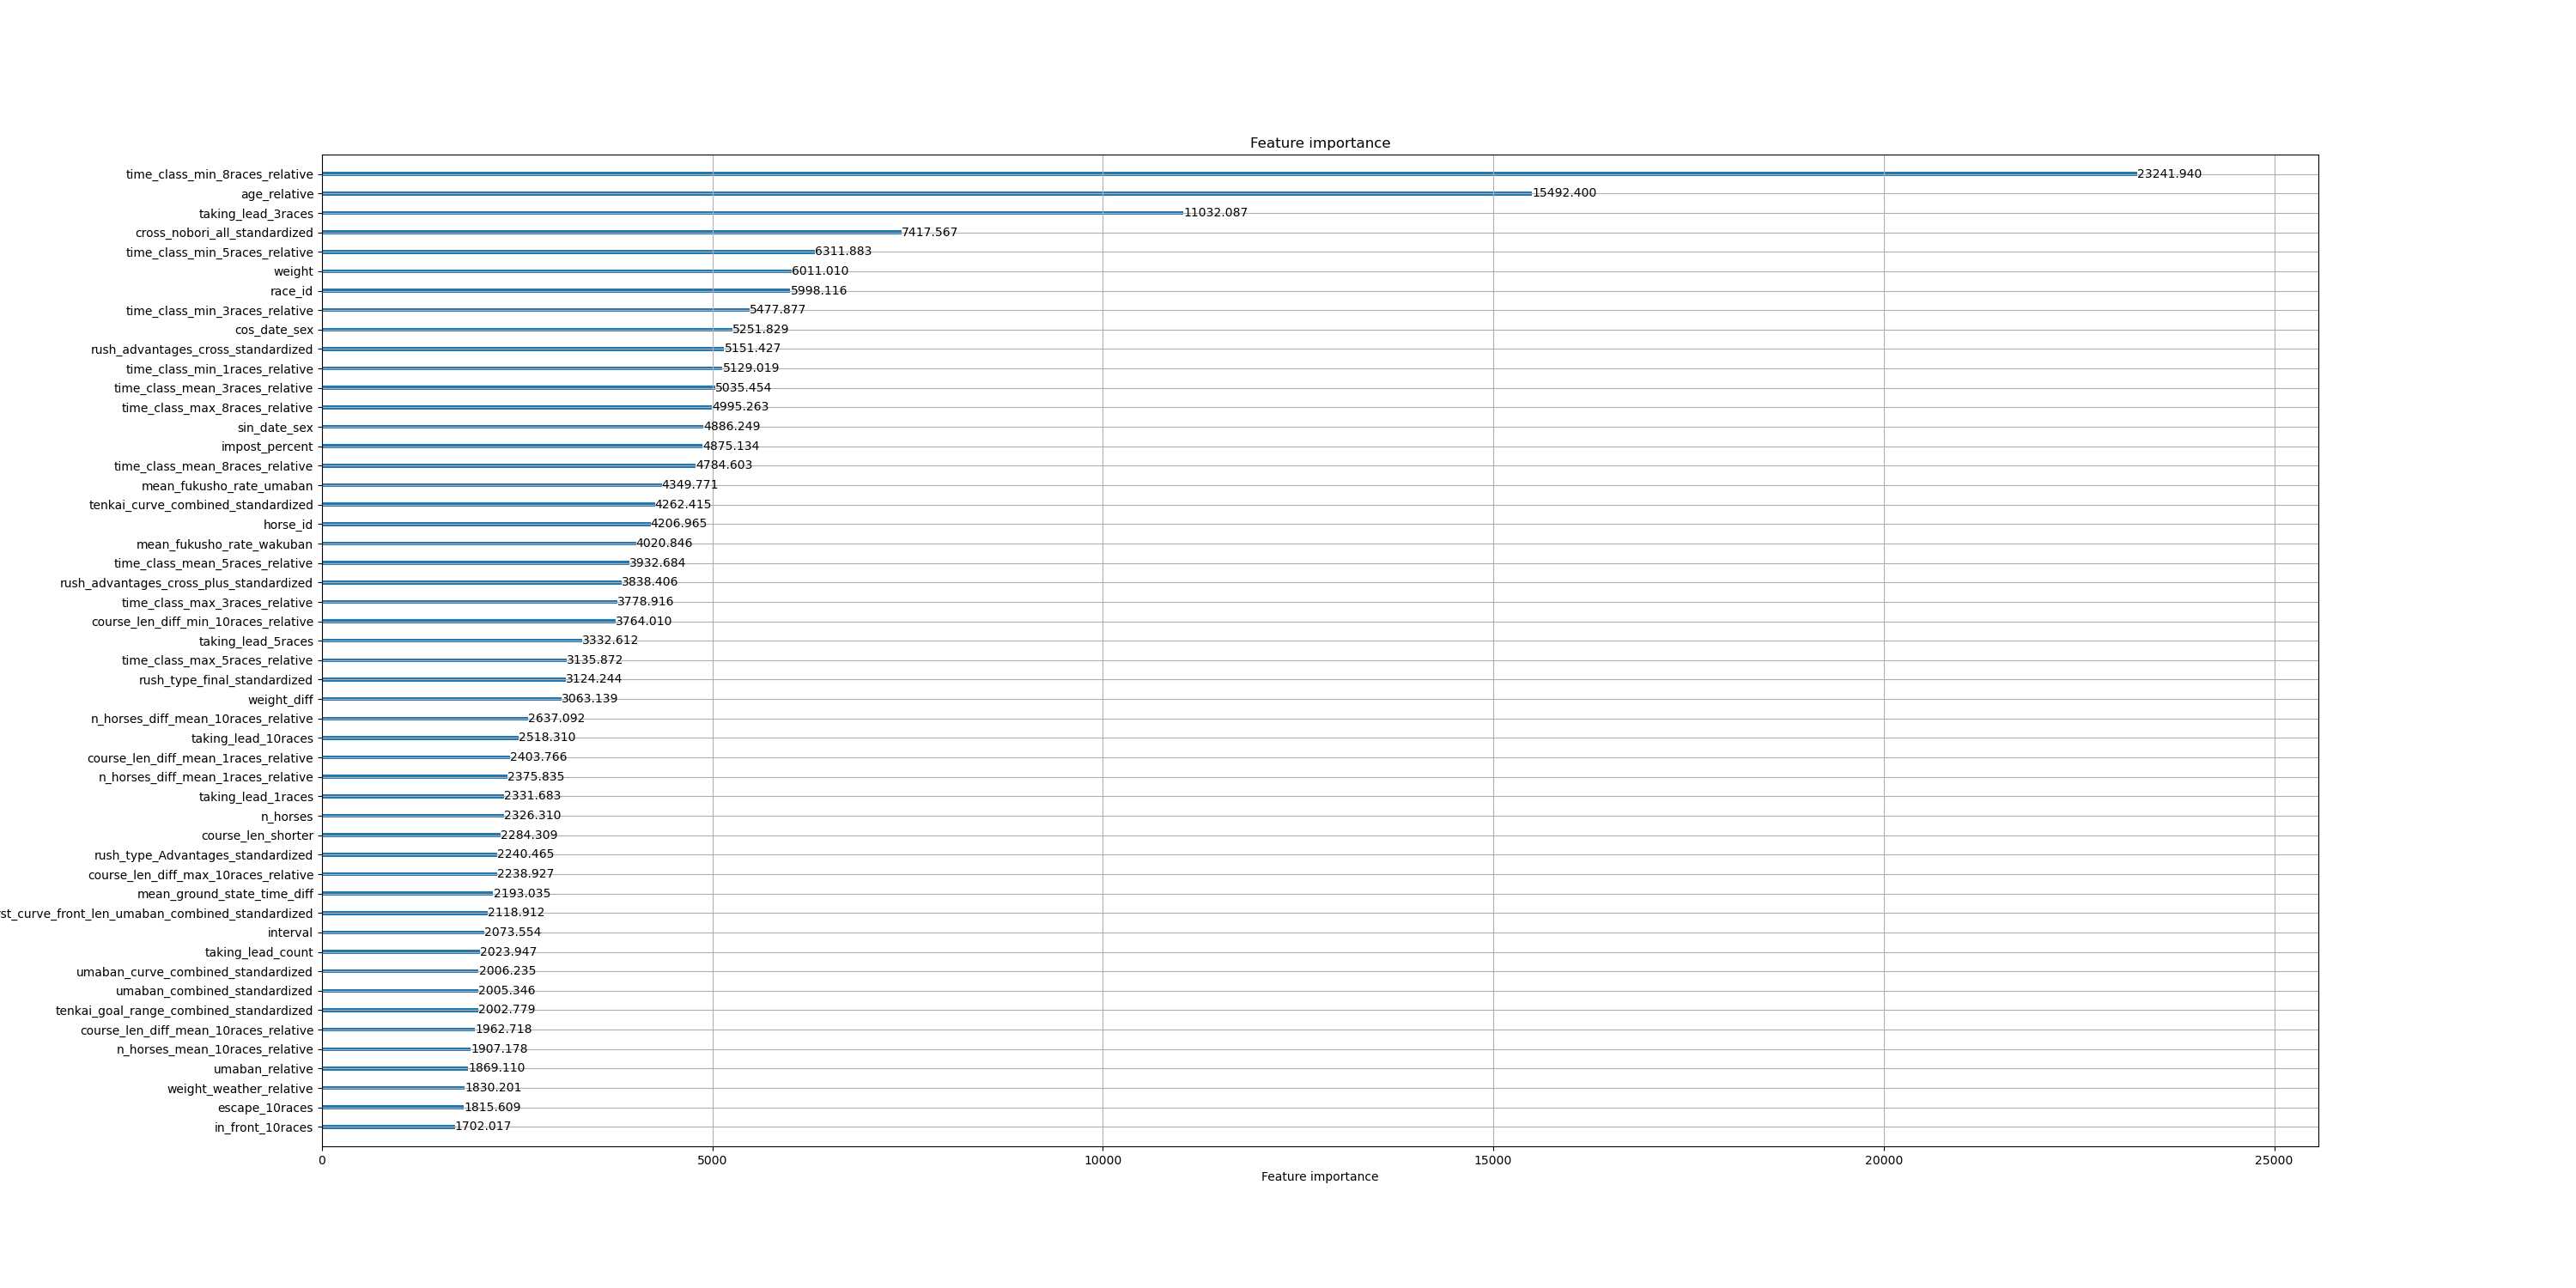 Feature importance
time_class_min_8races_relative 23241.940
age_relative 15492.400
taking_lead_3races 11032.087
cross_nobori_all_standardized 7417.567
time_class_min_5races_relative 6311.883
weight 6011.010
race_id 5998.116
time_class_min_3races_relative 5477.877
cos_date_sex 5251.829
rush_advantages_cross_standardized 5151.427
time_class_min_1races_relative 5129.019
time_class_mean_3races_relative 5035.454
time_class_max_8races_relative 4995.263
sin_date_sex 4886.249
impost_percent 4875.134
time_class_mean_8races_relative 4784.603
mean_fukusho_rate_umaban 4349.771
tenkai_curve_combined_standardized 4262.415
horse_id 4206.965
mean_fukusho_rate_wakuban 4020.846
time_class_mean_5races_relative 3932.684
rush_advantages_cross_plus_standardized 3838.406
time_class_max_3races_relative 3778.916
course_len_diff_min_10races_relative 3764.010
taking_lead_5races 3332.612
time_class_max_5races_relative 3135.872
rush_type_final_standardized 3124.244
weight_diff 3063.139
n_horses_diff_mean_10races_relative 2637.092
taking_lead_10races 2518.310
course_len_diff_mean_1races_relative 2403.766
n_horses_diff_mean_1races_relative 2375.835
taking_lead_1races 2331.683
n_horses 2326.310
course_len_shorter 2284.309
rush_type_Advantages_standardized 2240.465
course_len_diff_max_10races_relative 2238.927
mean_ground_state_time_diff 2193.035
st_curve_front_len_umaban_combined_standardized 2118.912
interval 2073.554
taking_lead_count 2023.947
umaban_curve_combined_standardized 2006.235
umaban_combined_standardized 2005.346
tenkai_goal_range_combined_standardized 2002.779
course_len_diff_mean_10races_relative 1962.718
n_horses_mean_10races_relative 1907.178
umaban_relative 1869.110
weight_weather_relative 1830.201
escape_10races 1815.609
in_front_10races 1702.017
0 5000 10000 15000 20000 25000
Feature importance